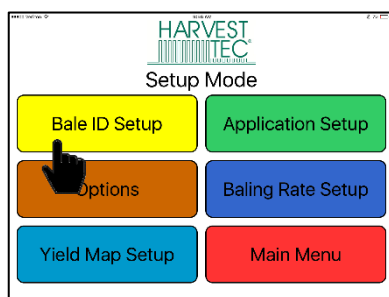 HARVEST
TEC
Setup Mode
Bale ID Setup
Application Setup
Options
Baling Rate Setup
Yield Map Setup
Main Menu